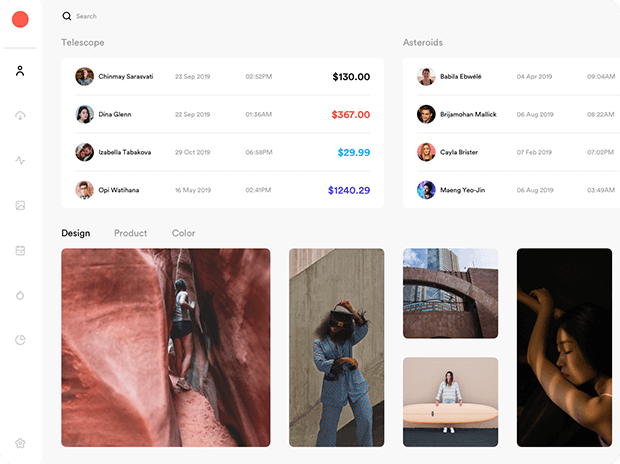 Search
Telescope
Chinmay Sarasvati 23 Sep 2019 02:52PM $130.00
Dina Glenn 22 Sep 2019 01:36AM $367.00
Izabella Tabakova 29 Oct 2019 06:58PM $29.99
Opi Watihana 16 May 2019 02:41PM $1240.29
Asteroids
Babila Ebwélé 04 Apr 2019 09:04AM
Brijamohan Mallick 06 Aug 2019 08:22AM
Cayla Brister 07 Feb 2019 07:02PM
Maeng Yeo-Jin 06 Aug 2019 03:49AM
Design Product Color